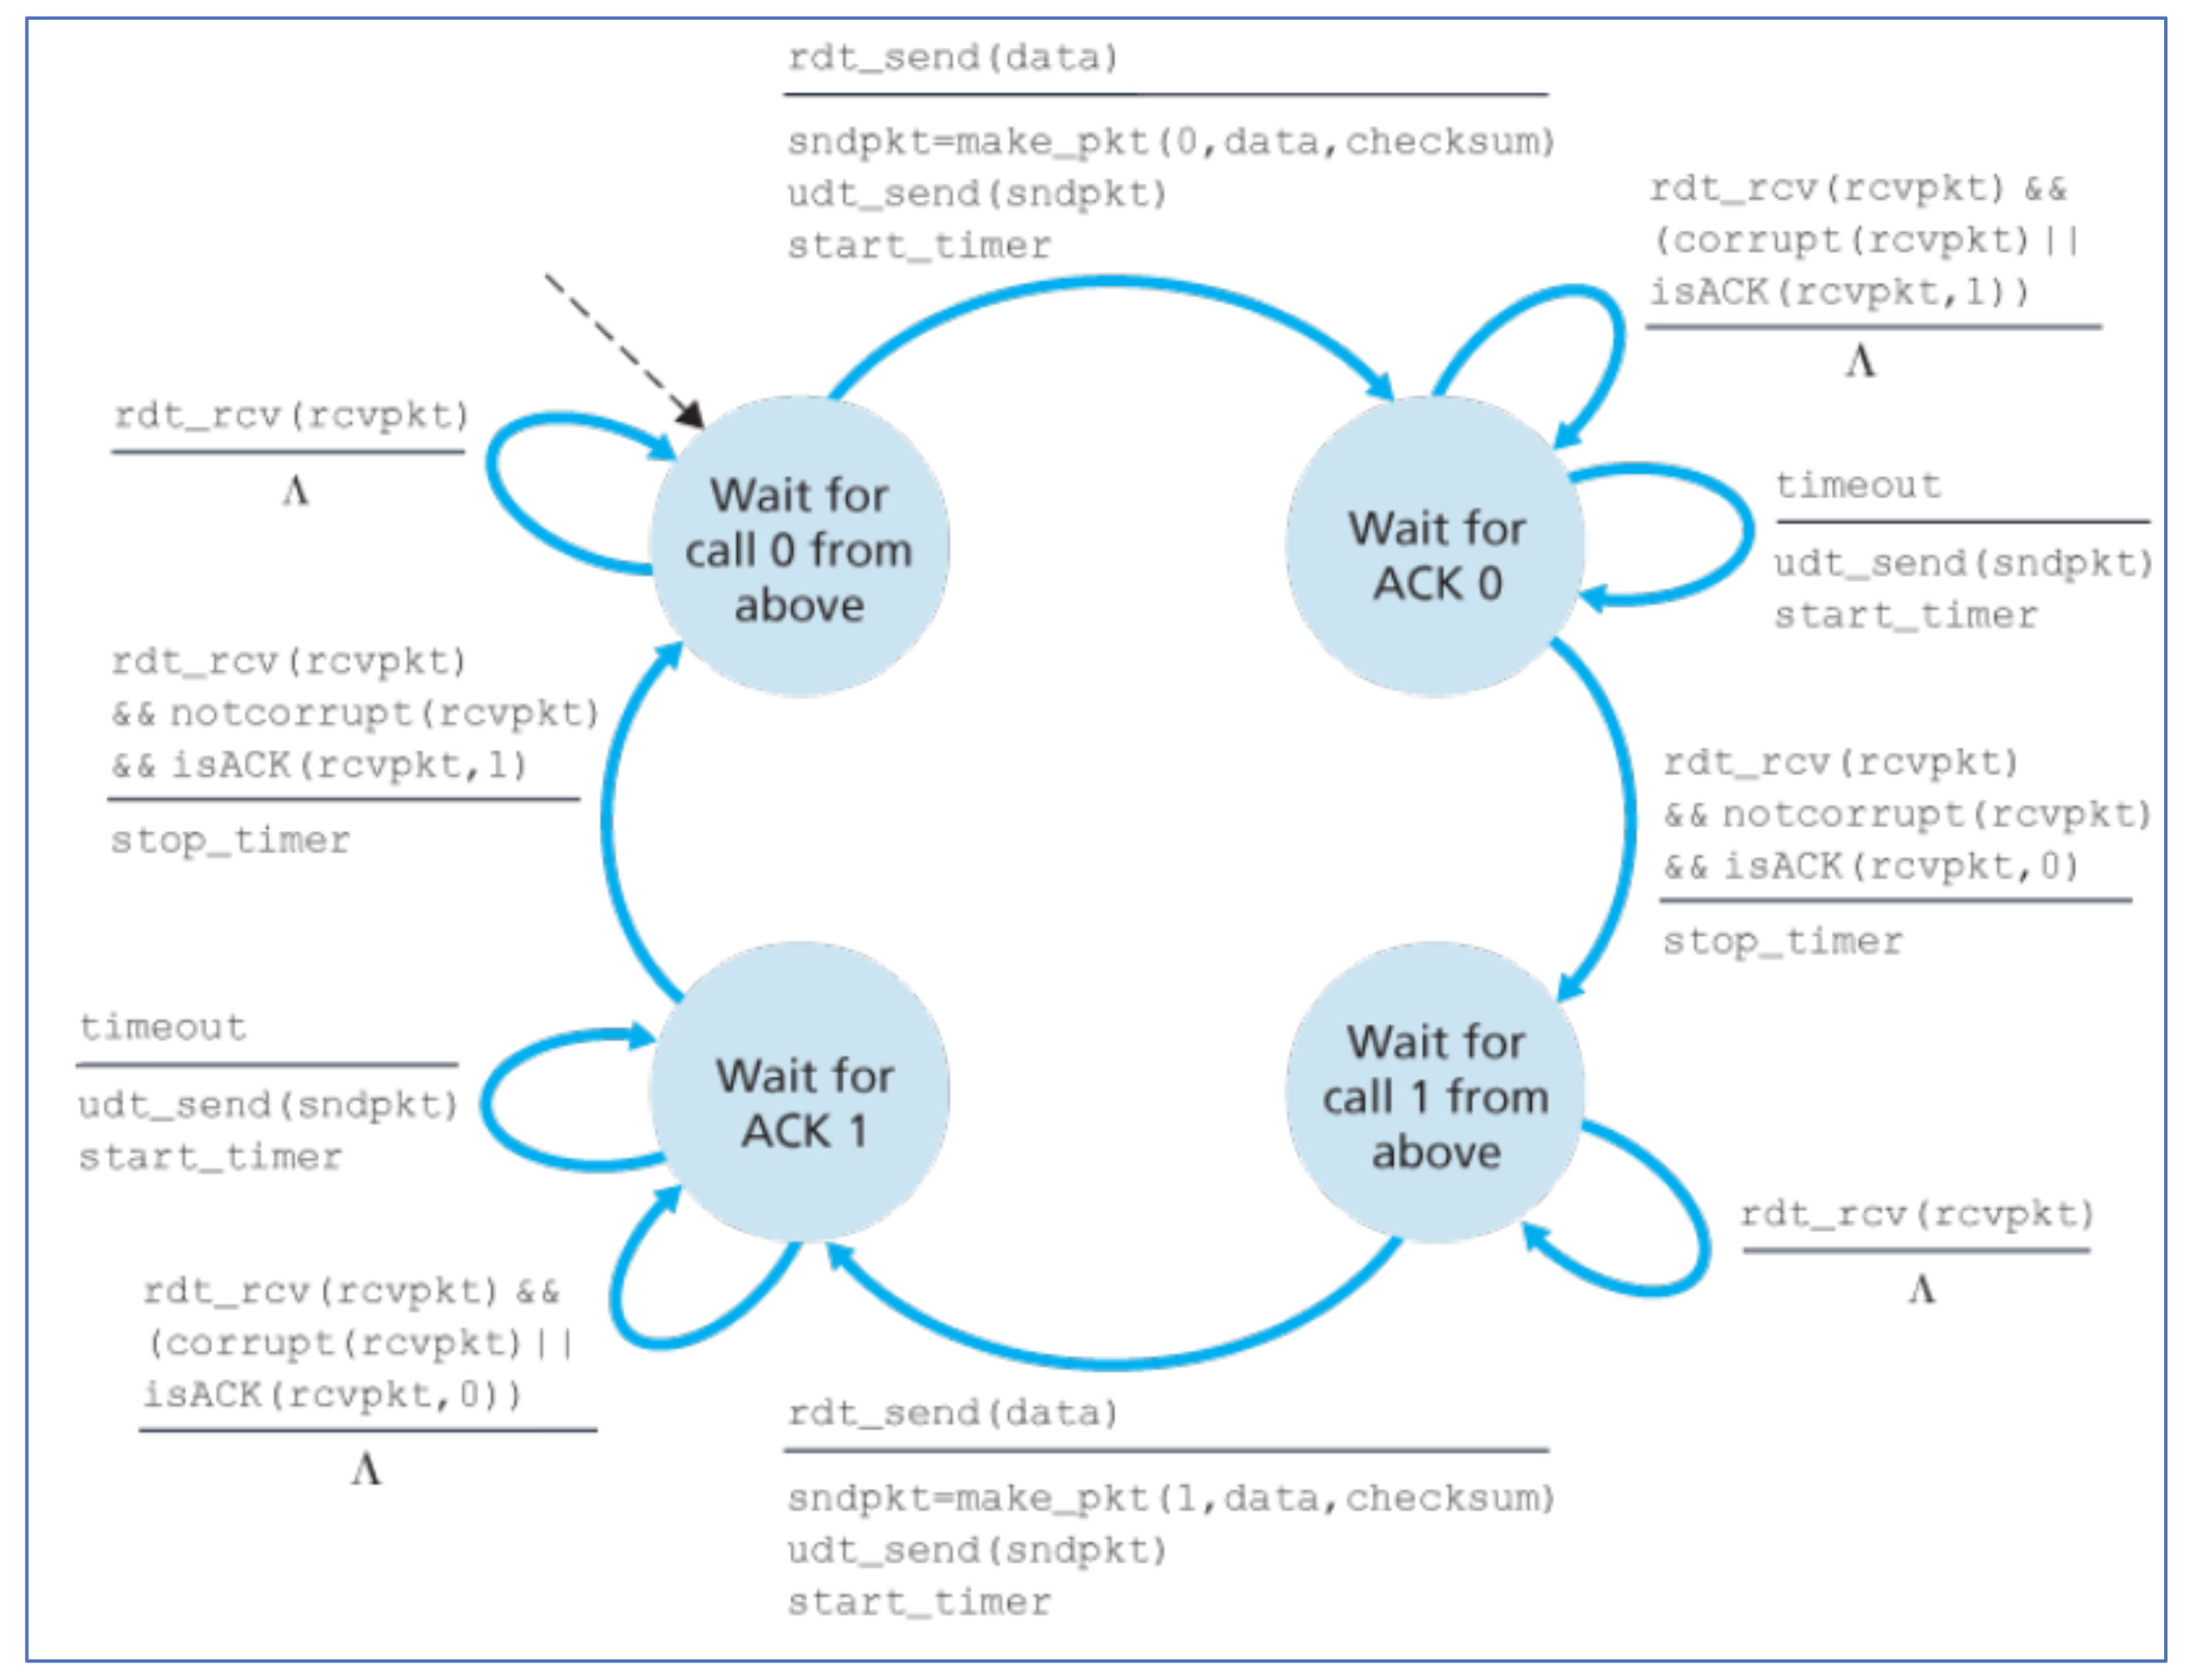 rdt_send(data)
sndpkt=make_pkt(0,data,checksum)
udt_send(sndpkt)
start_timer
rdt_rcv(rcvpkt) &&
(corrupt(rcvpkt)||
isACK(rcvpkt,1))
Λ
rdt_rcv(rcvpkt)
Λ
Wait for
call 0 from
above
Wait for
ACK 0
timeout
udt_send(sndpkt)
start_timer
rdt_rcv(rcvpkt)
&& notcorrupt(rcvpkt)
&& isACK(rcvpkt,1)
stop_timer
rdt_rcv(rcvpkt)
&& notcorrupt(rcvpkt)
&& isACK(rcvpkt,0)
stop_timer
timeout
udt_send(sndpkt)
start_timer
Wait for
ACK 1
Wait for
call 1 from
above
rdt_rcv(rcvpkt)
Λ
rdt_rcv(rcvpkt) &&
(corrupt(rcvpkt)||
isACK(rcvpkt,0))
Λ
rdt_send(data)
sndpkt=make_pkt(1,data,checksum)
udt_send(sndpkt)
start_timer